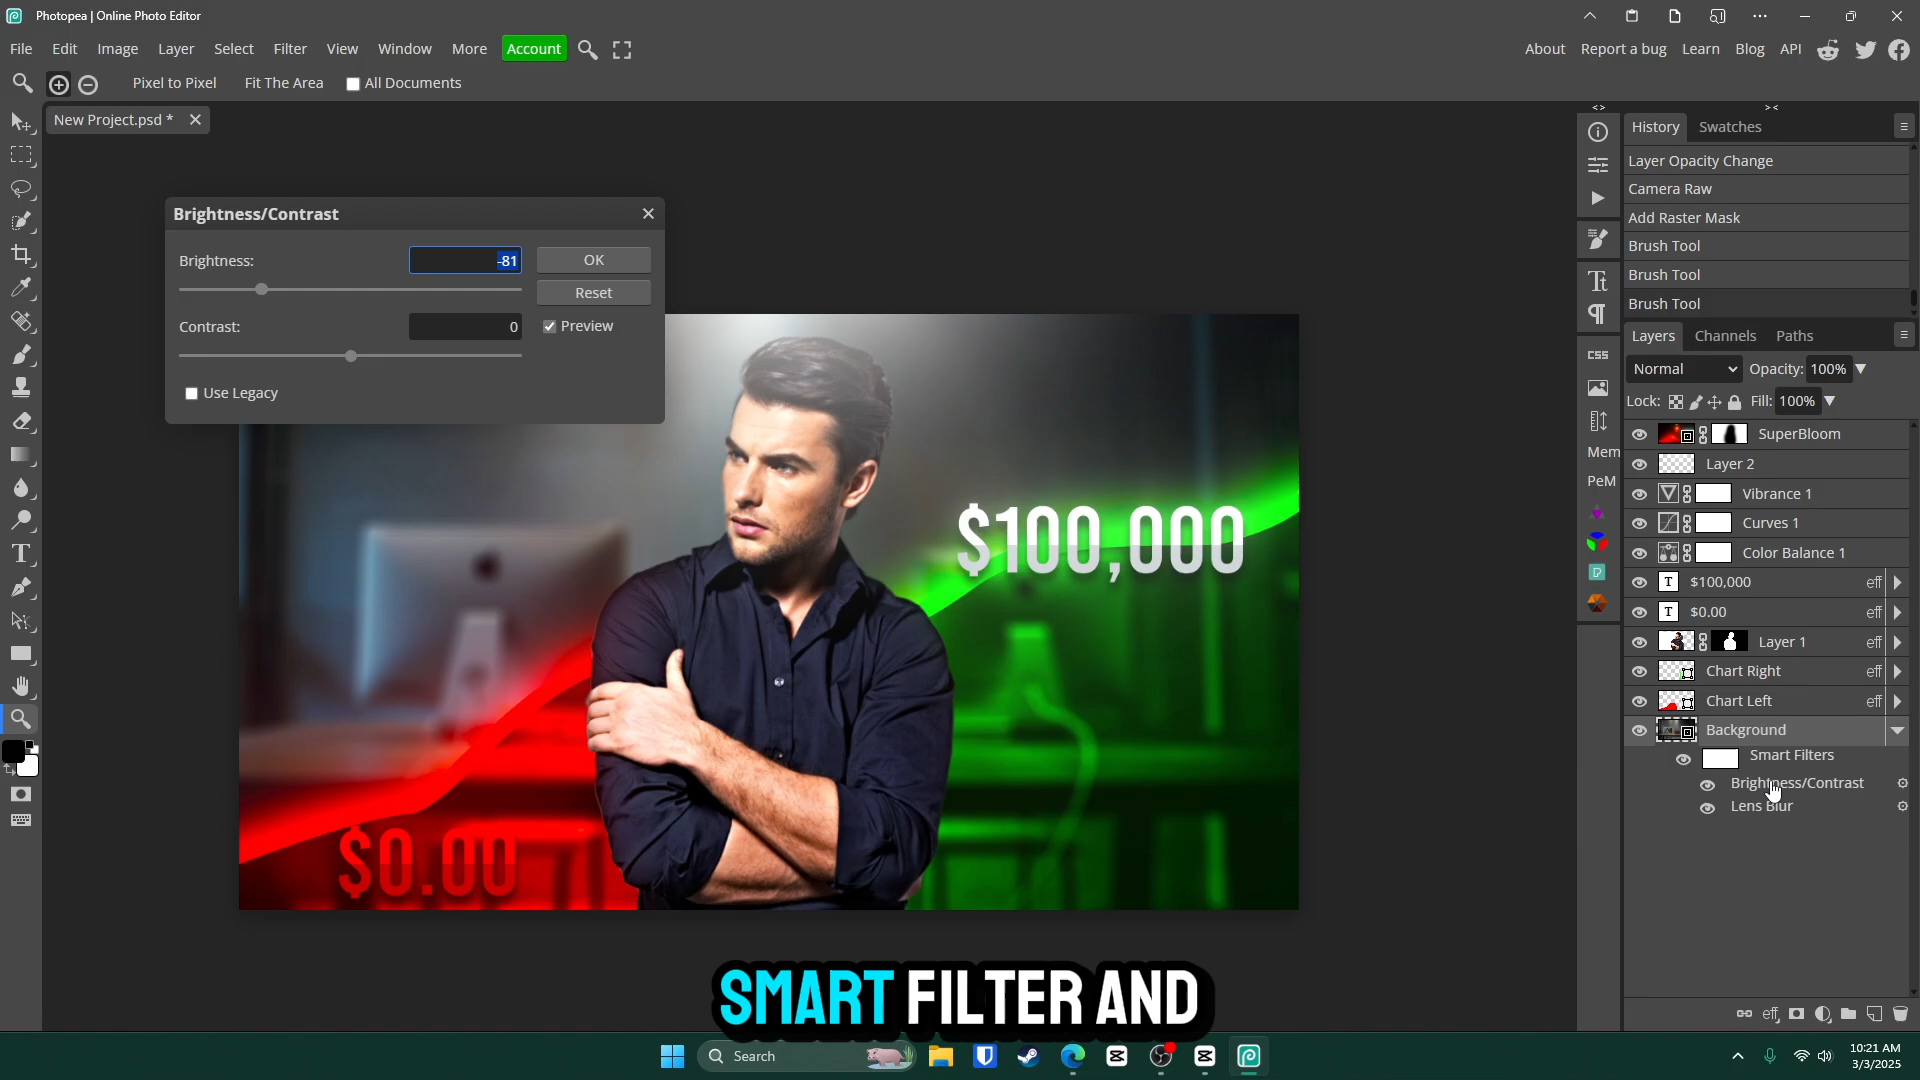 Photopea | Online Photo Editor
File Edit Image Layer Select Filter View Window More Account
About Report a bug Learn Blog API
Pixel to Pixel Fit The Area All Documents
New Project.psd *
Brightness/Contrast
Brightness: -81 OK
Reset
Contrast: 0 Preview
Use Legacy
$100,000
$0.00
SMART FILTER AND
CSS
Mem
PeM
History Swatches
Layer Opacity Change
Camera Raw
Add Raster Mask
Brush Tool
Brush Tool
Brush Tool
Layers Channels Paths
Normal Opacity: 100%
Lock: Fill: 100%
SuperBloom
Layer 2
Vibrance 1
Curves 1
Color Balance 1
T $100,000 eff
T $0.00 eff
Layer 1 eff
Chart Right eff
Chart Left eff
Background
Smart Filters
Brightness/Contrast
Lens Blur
eff
Search
10:21 AM
3/3/2025